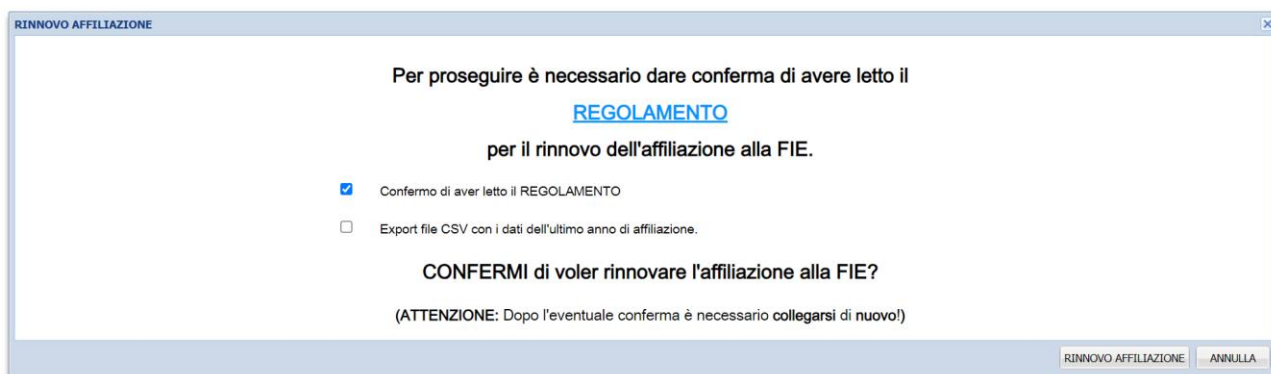 RINNOVO AFFILIAZIONE
Per proseguire è necessario dare conferma di avere letto il
REGOLAMENTO
per il rinnovo dell'affiliazione alla FIE.
Confermo di aver letto il REGOLAMENTO
Export file CSV con i dati dell'ultimo anno di affiliazione.
CONFERMI di voler rinnovare l'affiliazione alla FIE?
(ATTENZIONE: Dopo l'eventuale conferma è necessario collegarsi di nuovo!)
RINNOVO AFFILIAZIONE ANNULLA